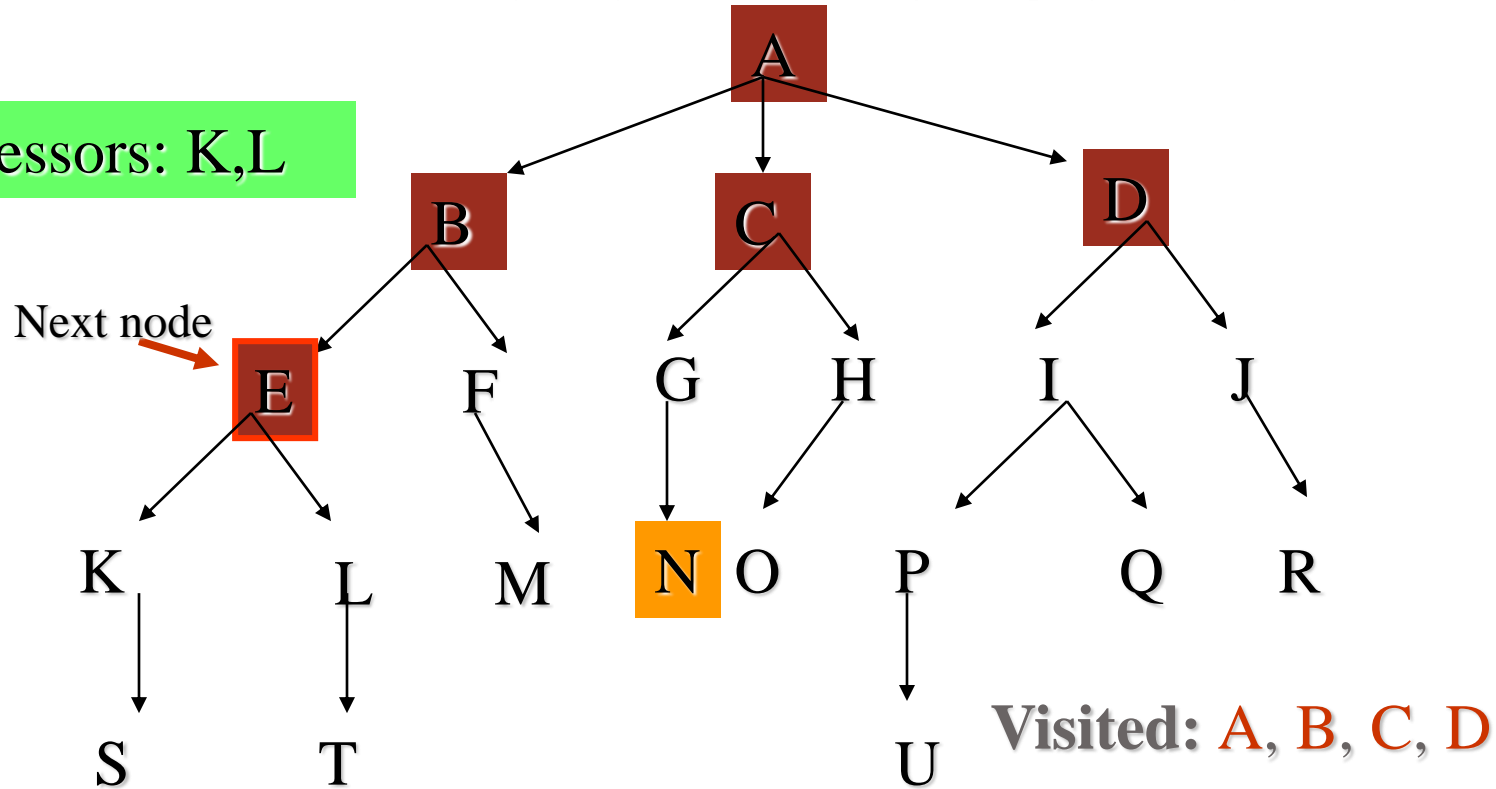 A
essors: K,L
B C D
Next node
E F G H I J
K L M N O P Q R
Visited: A, B, C, D
S T U